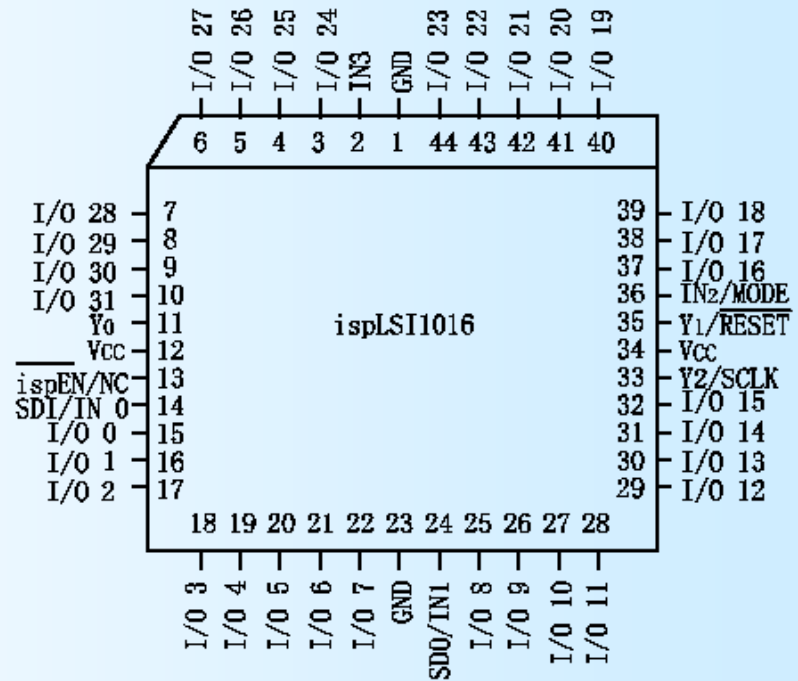 I/O 27 I/O 26 I/O 25 I/O 24 IN3 GND I/O 23 I/O 22 I/O 21 I/O 20 I/O 19
6 5 4 3 2 1 44 43 42 41 40
I/O 28 7 39 I/O 18
I/O 29 8 38 I/O 17
I/O 30 9 37 I/O 16
I/O 31 10 36 IN2/MODE
Y0 11 ispLSI1016 35 Y1/RESET
VCC 12 34 VCC
ispEN/NC 13 33 Y2/SCLK
SDI/IN 0 14 32 I/O 15
I/O 0 15 31 I/O 14
I/O 1 16 30 I/O 13
I/O 2 17 29 I/O 12
18 19 20 21 22 23 24 25 26 27 28
I/O 3 I/O 4 I/O 5 I/O 6 I/O 7 GND SDO/IN1 I/O 8 I/O 9 I/O 10 I/O 11